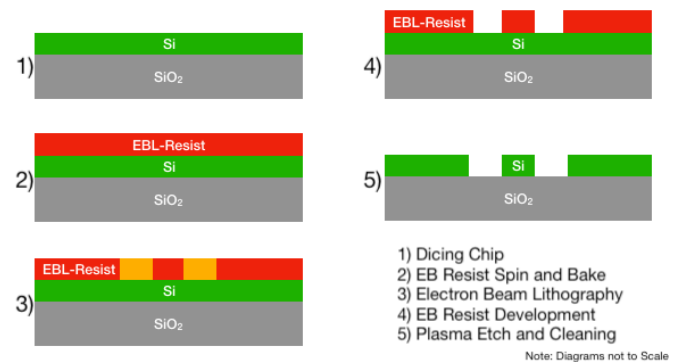 1)
Si
SiO₂
2)
EBL-Resist
Si
SiO₂
3)
EBL-Resist
Si
SiO₂
4)
EBL-Resist
Si
SiO₂
5)
Si
SiO₂
1) Dicing Chip
2) EB Resist Spin and Bake
3) Electron Beam Lithography
4) EB Resist Development
5) Plasma Etch and Cleaning
Note: Diagrams not to Scale